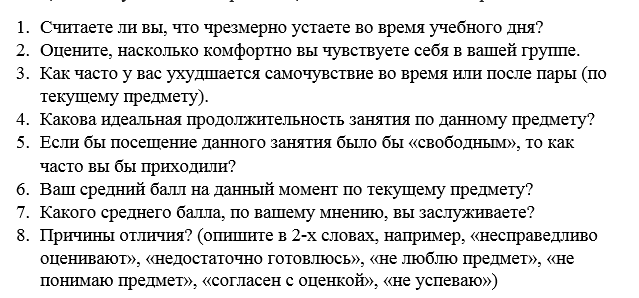 1. Считаете ли вы, что чрезмерно устаете во время учебного дня?
2. Оцените, насколько комфортно вы чувствуете себя в вашей группе.
3. Как часто у вас ухудшается самочувствие во время или после пары (по
текущему предмету).
4. Какова идеальная продолжительность занятия по данному предмету?
5. Если бы посещение данного занятия было бы «свободным», то как
часто вы бы приходили?
6. Ваш средний балл на данный момент по текущему предмету?
7. Какого среднего балла, по вашему мнению, вы заслуживаете?
8. Причины отличия? (опишите в 2-х словах, например, «несправедливо
оценивают», «недостаточно готовлюсь», «не люблю предмет», «не
понимаю предмет», «согласен с оценкой», «не успеваю»)